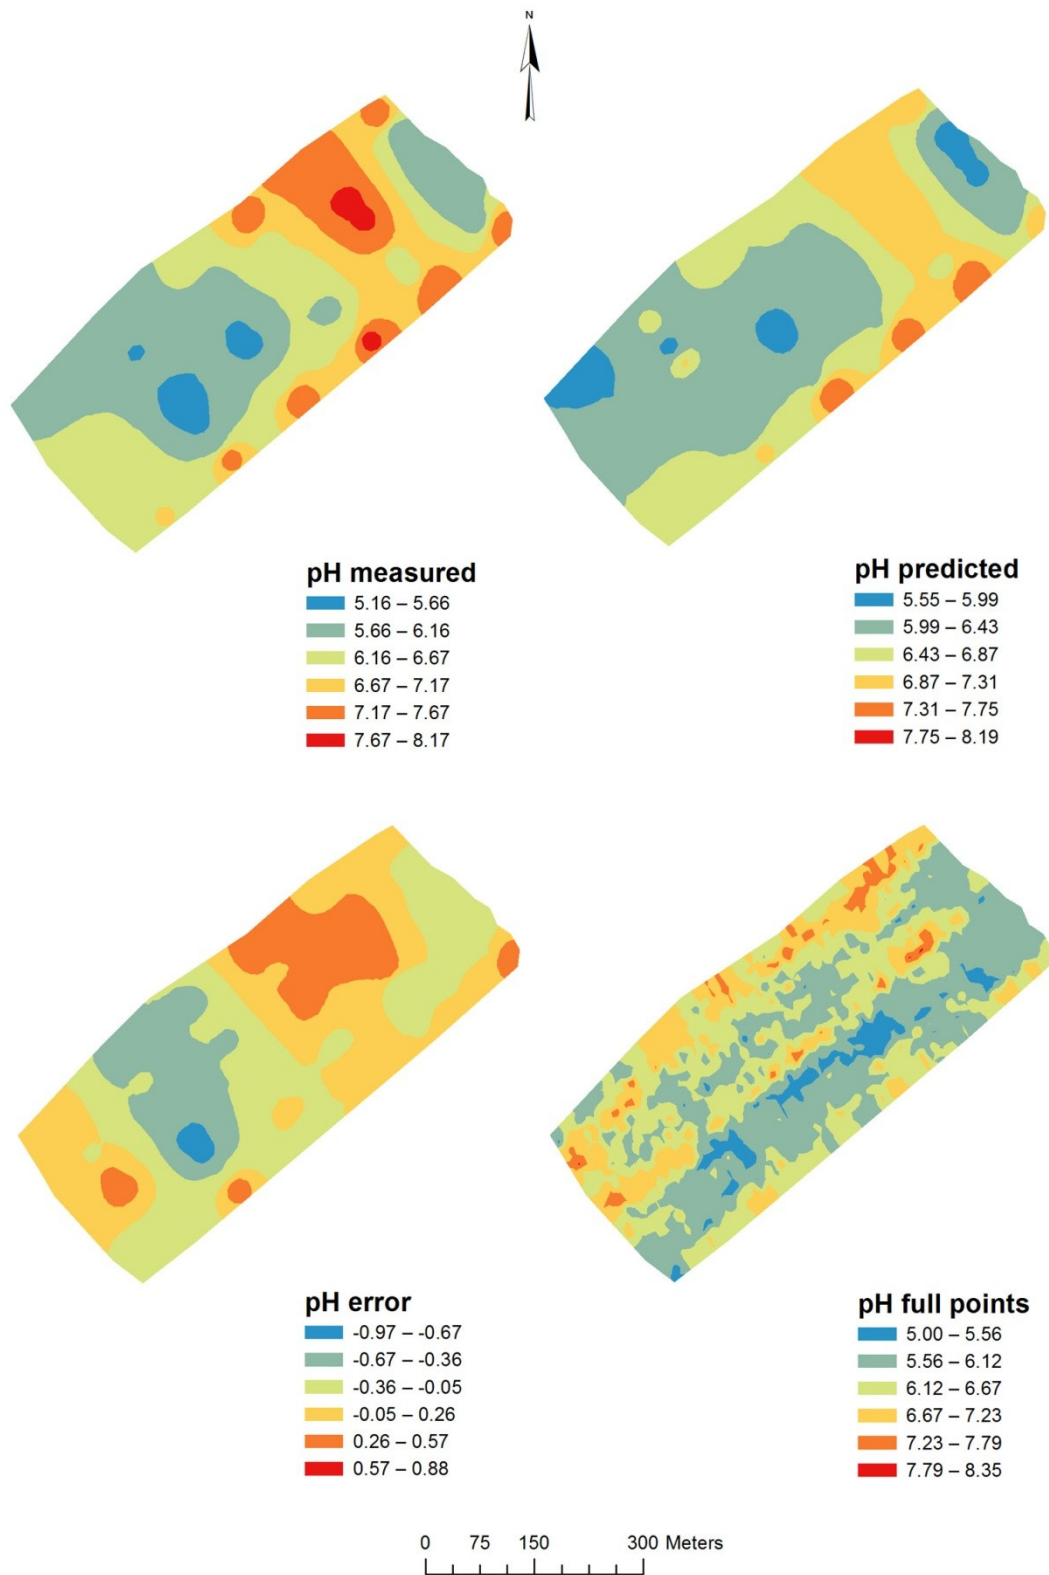 N
pH measured
5.16 – 5.66
5.66 – 6.16
6.16 – 6.67
6.67 – 7.17
7.17 – 7.67
7.67 – 8.17
pH predicted
5.55 – 5.99
5.99 – 6.43
6.43 – 6.87
6.87 – 7.31
7.31 – 7.75
7.75 – 8.19
pH error
-0.97 – -0.67
-0.67 – -0.36
-0.36 – -0.05
-0.05 – 0.26
0.26 – 0.57
0.57 – 0.88
pH full points
5.00 – 5.56
5.56 – 6.12
6.12 – 6.67
6.67 – 7.23
7.23 – 7.79
7.79 – 8.35
0 75 150 300 Meters